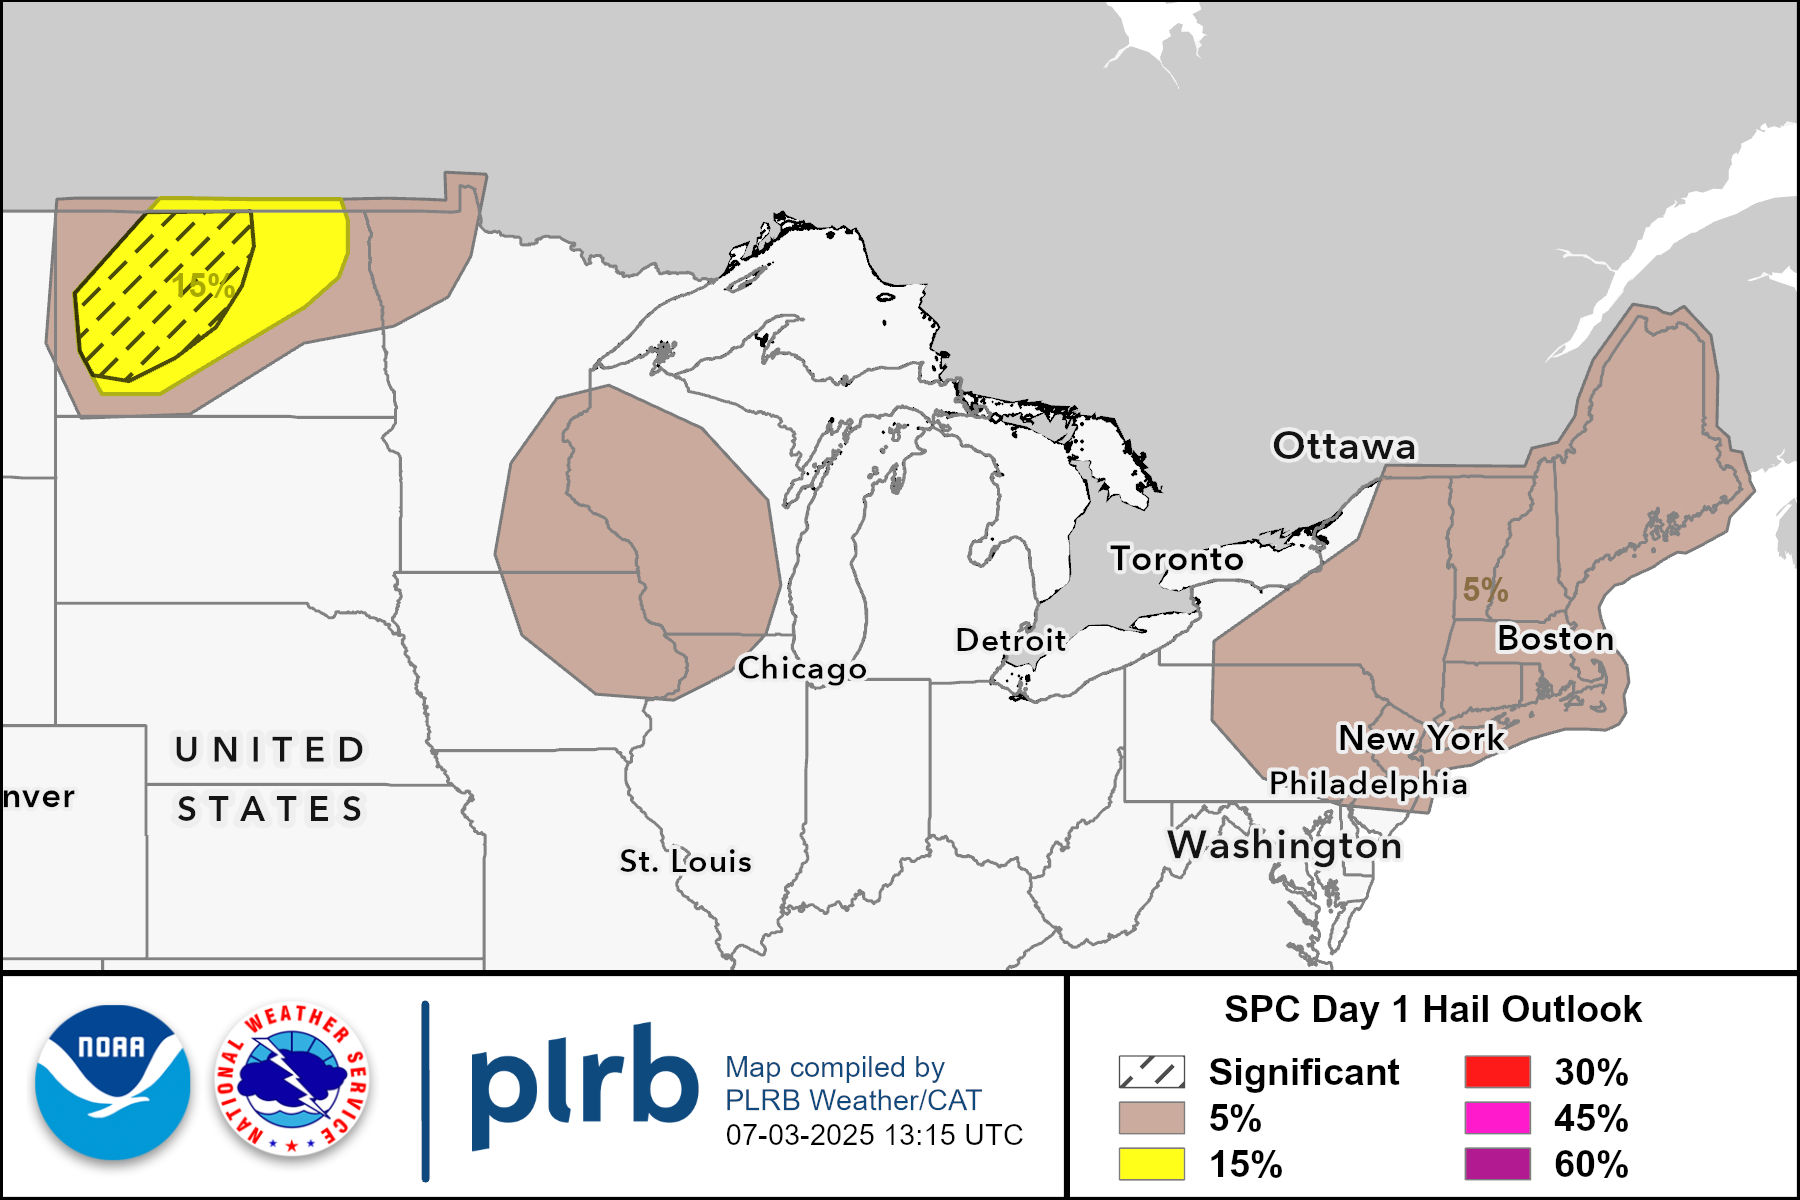 15%
Ottawa
Toronto
5%
Boston
Detroit
Chicago
New York
UNITED
Philadelphia
nver
STATES
Washington
St. Louis
NOAA
NATIONAL WEATHER SERVICE
plrb
Map compiled by
PLRB Weather/CAT
07-03-2025 13:15 UTC
SPC Day 1 Hail Outlook
Significant
5%
15%
30%
45%
60%